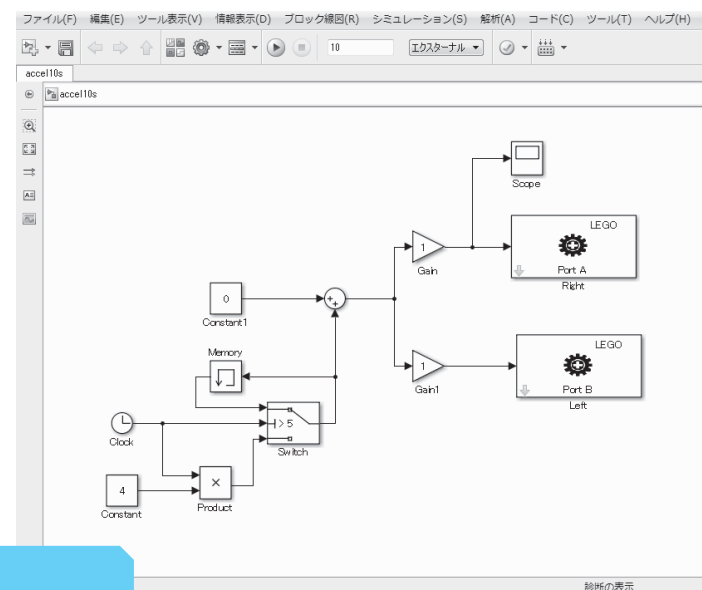 ファイル(F) 編集(E) ツール表示(V) 情報表示(D) ブロック線図(R) シミュレーション(S) 解析(A) コード(C) ツール(T) ヘルプ(H)
10 エクスターナル
accel10s
accel10s
Scope
LEGO
1
Port A
Gain
Right
0
Constant1
LEGO
Memory
1
Port B
Gain1
Left
> 5
Clock
Switch
4
×
Product
Constant
診断の表示